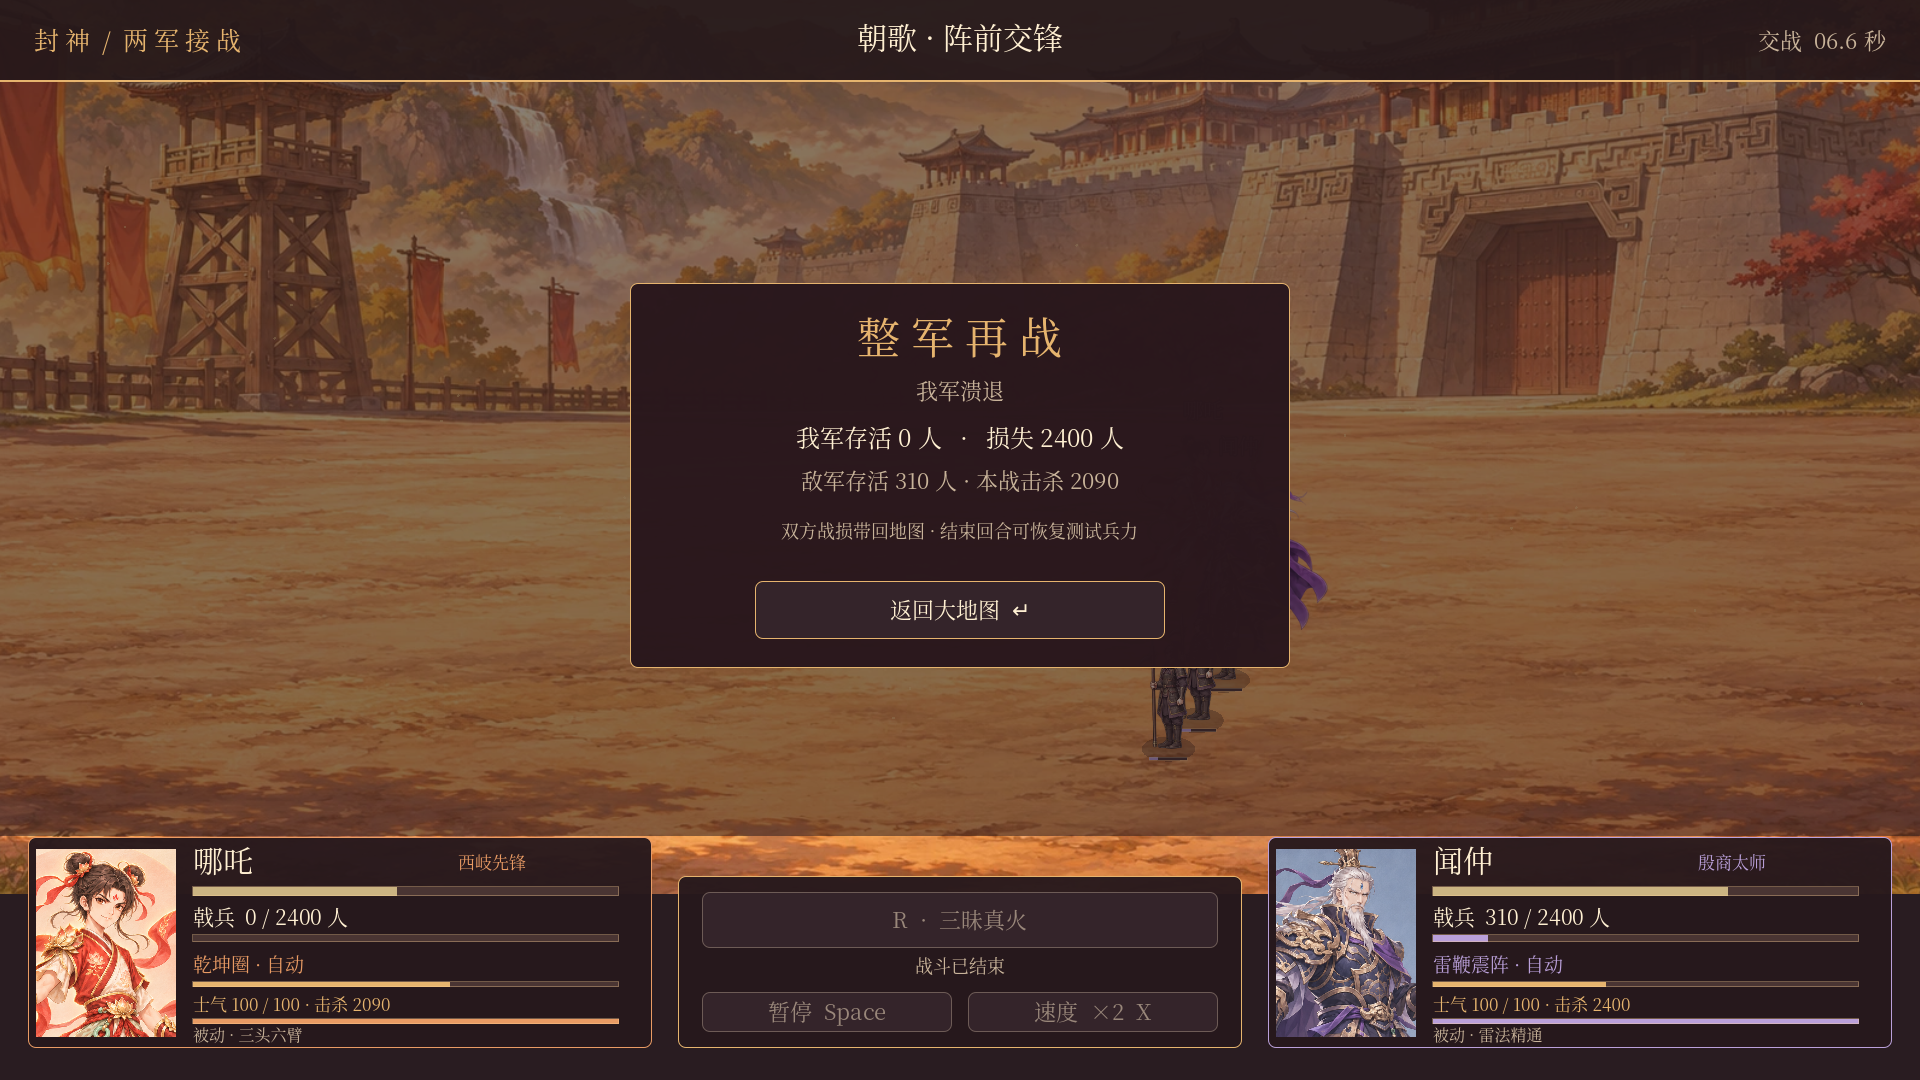 封神 / 两军接战
朝歌 · 阵前交锋
交战 06.6 秒
整军再战
我军溃退
我军存活 0 人 · 损失 2400 人
敌军存活 310 人 · 本战击杀 2090
双方战损带回地图 · 结束回合可恢复测试兵力
返回大地图 ↵
哪吒
西岐先锋
戟兵 0 / 2400 人
乾坤圈 · 自动
士气 100 / 100 · 击杀 2090
被动 · 三头六臂
R · 三昧真火
战斗已结束
暂停 Space
速度 ×2 X
闻仲
殷商太师
戟兵 310 / 2400 人
雷鞭震阵 · 自动
士气 100 / 100 · 击杀 2400
被动 · 雷法精通